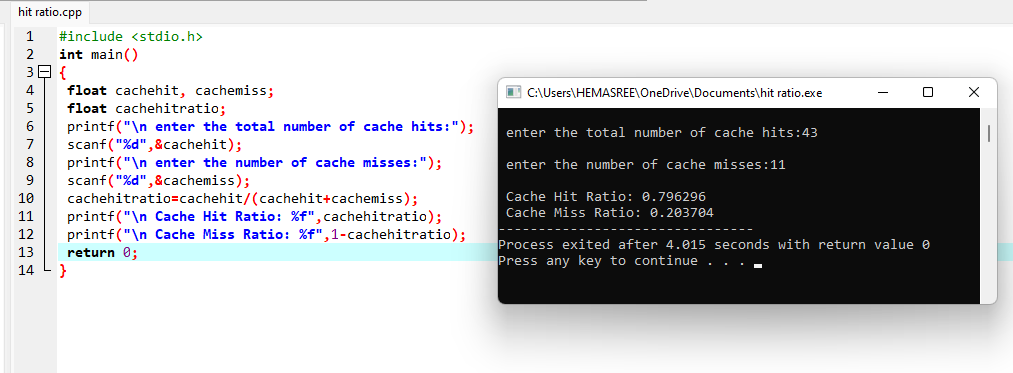 hit ratio.cpp
1 #include <stdio.h>
2 int main()
3 {
4 float cachehit, cachemiss;
5 float cachehitratio;
6 printf("\n enter the total number of cache hits:");
7 scanf("%d",&cachehit);
8 printf("\n enter the number of cache misses:");
9 scanf("%d",&cachemiss);
10 cachehitratio=cachehit/(cachehit+cachemiss);
11 printf("\n Cache Hit Ratio: %f",cachehitratio);
12 printf("\n Cache Miss Ratio: %f",1-cachehitratio);
13 return 0;
14 }
C:\Users\HEMASREE\OneDrive\Documents\hit ratio.exe
enter the total number of cache hits:43
enter the number of cache misses:11
Cache Hit Ratio: 0.796296
Cache Miss Ratio: 0.203704
--------------------------------
Process exited after 4.015 seconds with return value 0
Press any key to continue . . .